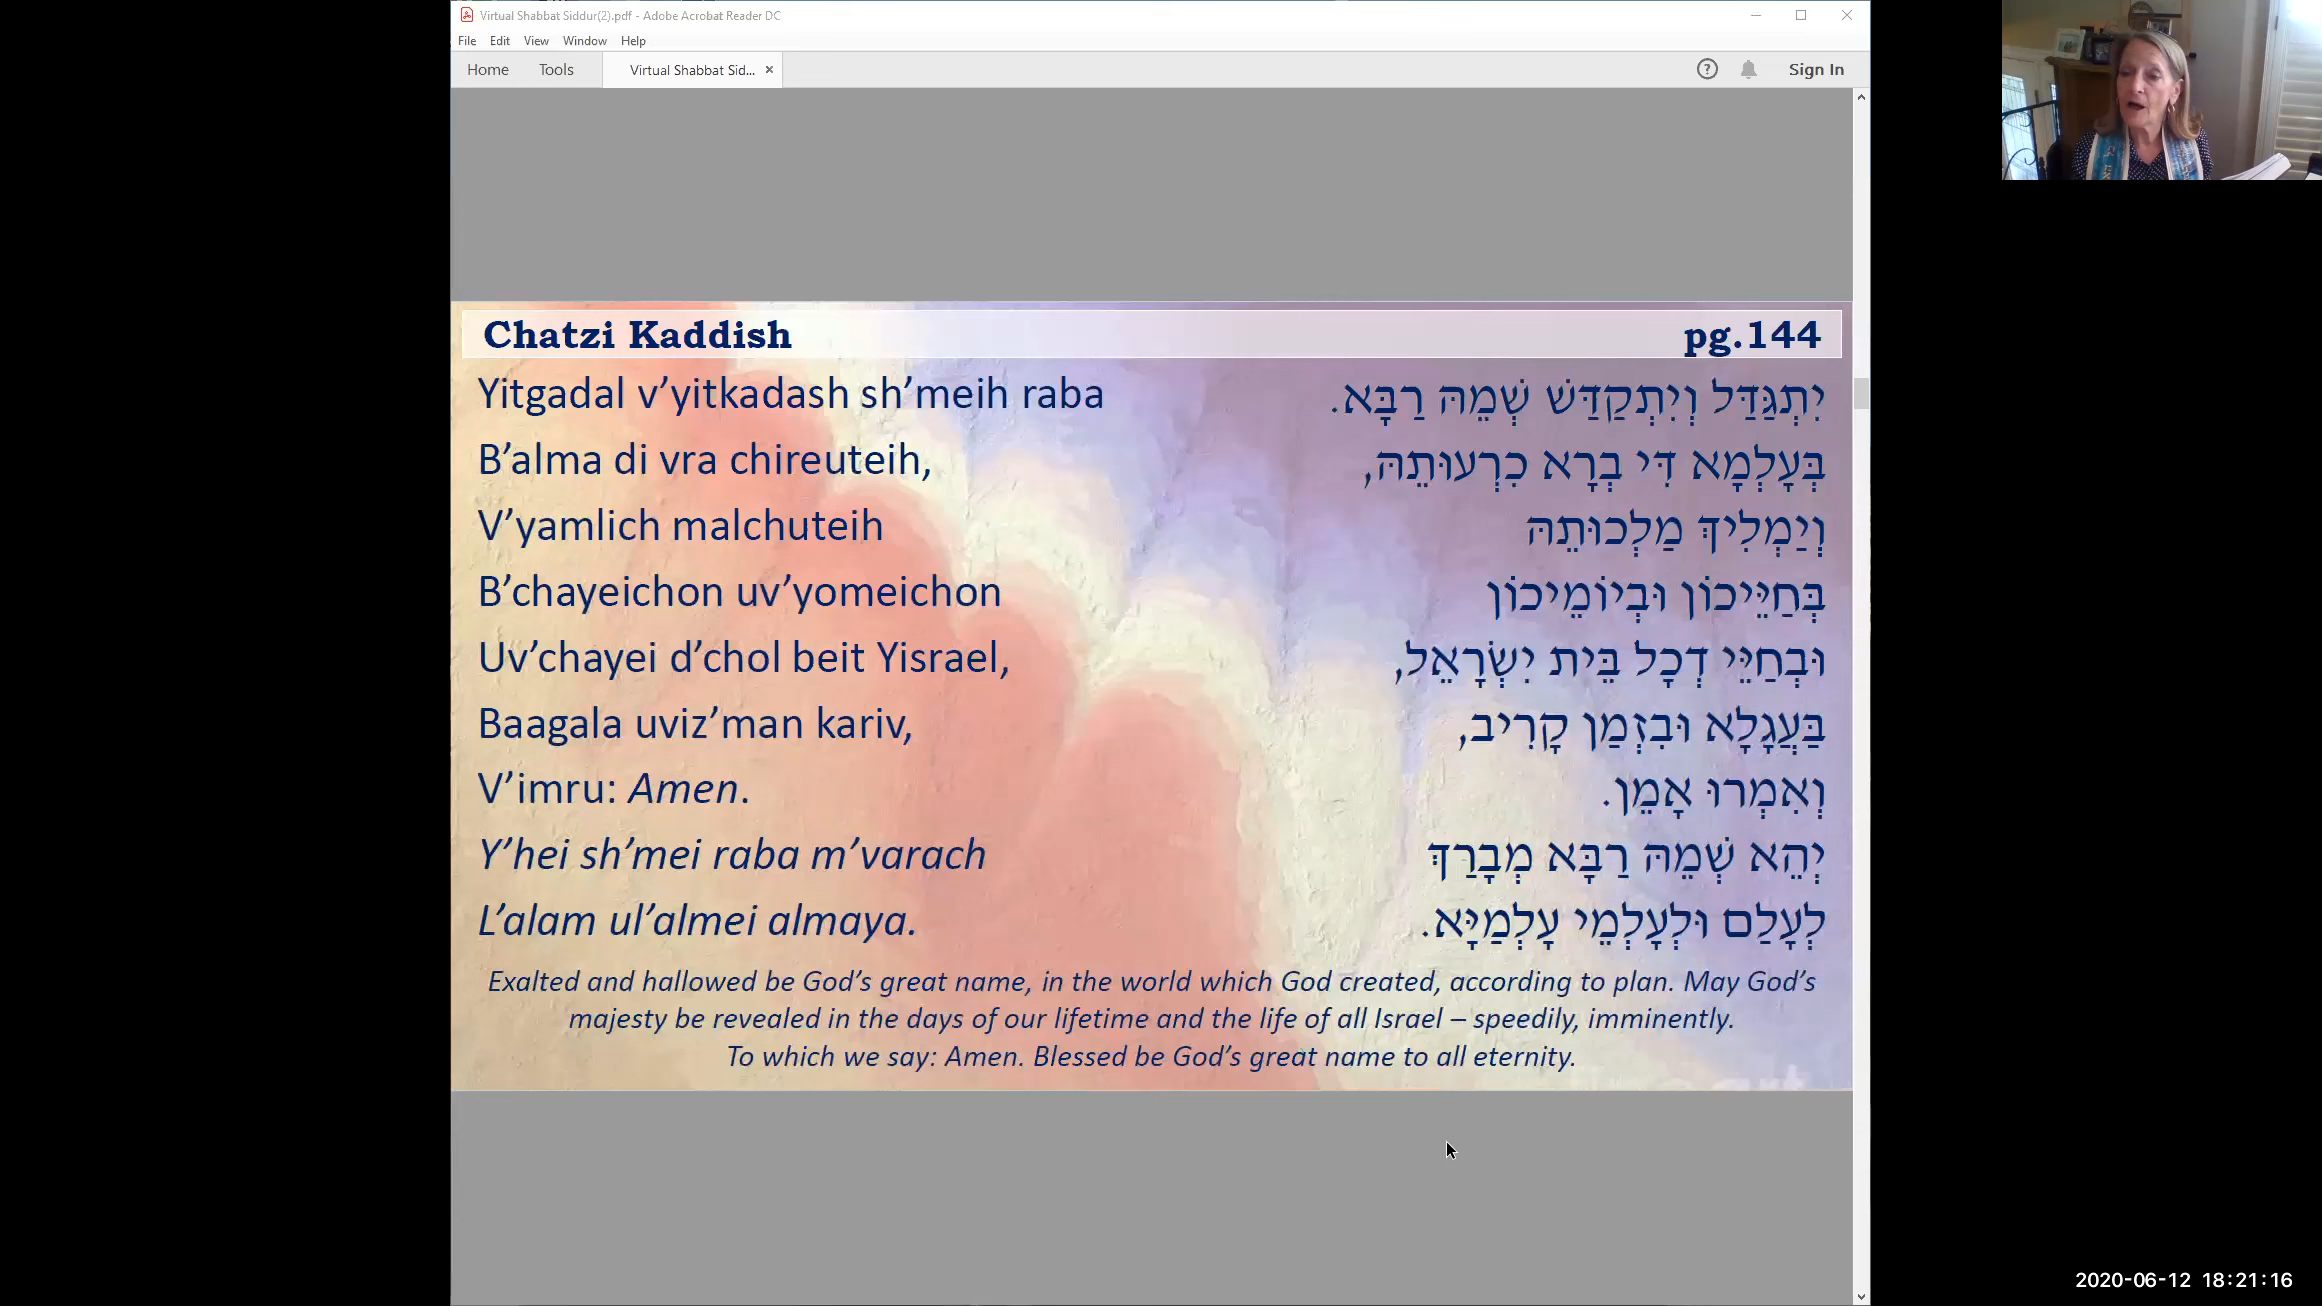 Virtual Shabbat Siddur(2).pdf - Adobe Acrobat Reader DC
File Edit View Window Help
Home Tools Virtual Shabbat Sid... × Sign In
Chatzi Kaddish pg.144
Yitgadal v’yitkadash sh’meih raba
B’alma di vra chireuteih,
V’yamlich malchuteih
B’chayeichon uv’yomeichon
Uv’chayei d’chol beit Yisrael,
Baagala uviz’man kariv,
V’imru: Amen.
Y’hei sh’mei raba m’varach
L’alam ul’almei almaya.
יִתְגַּדַּל וְיִתְקַדַּשׁ שְׁמֵהּ רַבָּא.
בְּעָלְמָא דִּי בְרָא כִרְעוּתֵהּ,
וְיַמְלִיךְ מַלְכוּתֵהּ
בְּחַיֵּיכוֹן וּבְיוֹמֵיכוֹן
וּבְחַיֵּי דְכָל בֵּית יִשְׂרָאֵל,
בַּעֲגָלָא וּבִזְמַן קָרִיב,
וְאִמְרוּ אָמֵן.
יְהֵא שְׁמֵהּ רַבָּא מְבָרַךְ
לְעָלַם וּלְעָלְמֵי עָלְמַיָּא.
Exalted and hallowed be God’s great name, in the world which God created, according to plan. May God’s
majesty be revealed in the days of our lifetime and the life of all Israel – speedily, imminently.
To which we say: Amen. Blessed be God’s great name to all eternity.
2020-06-12 18:21:16